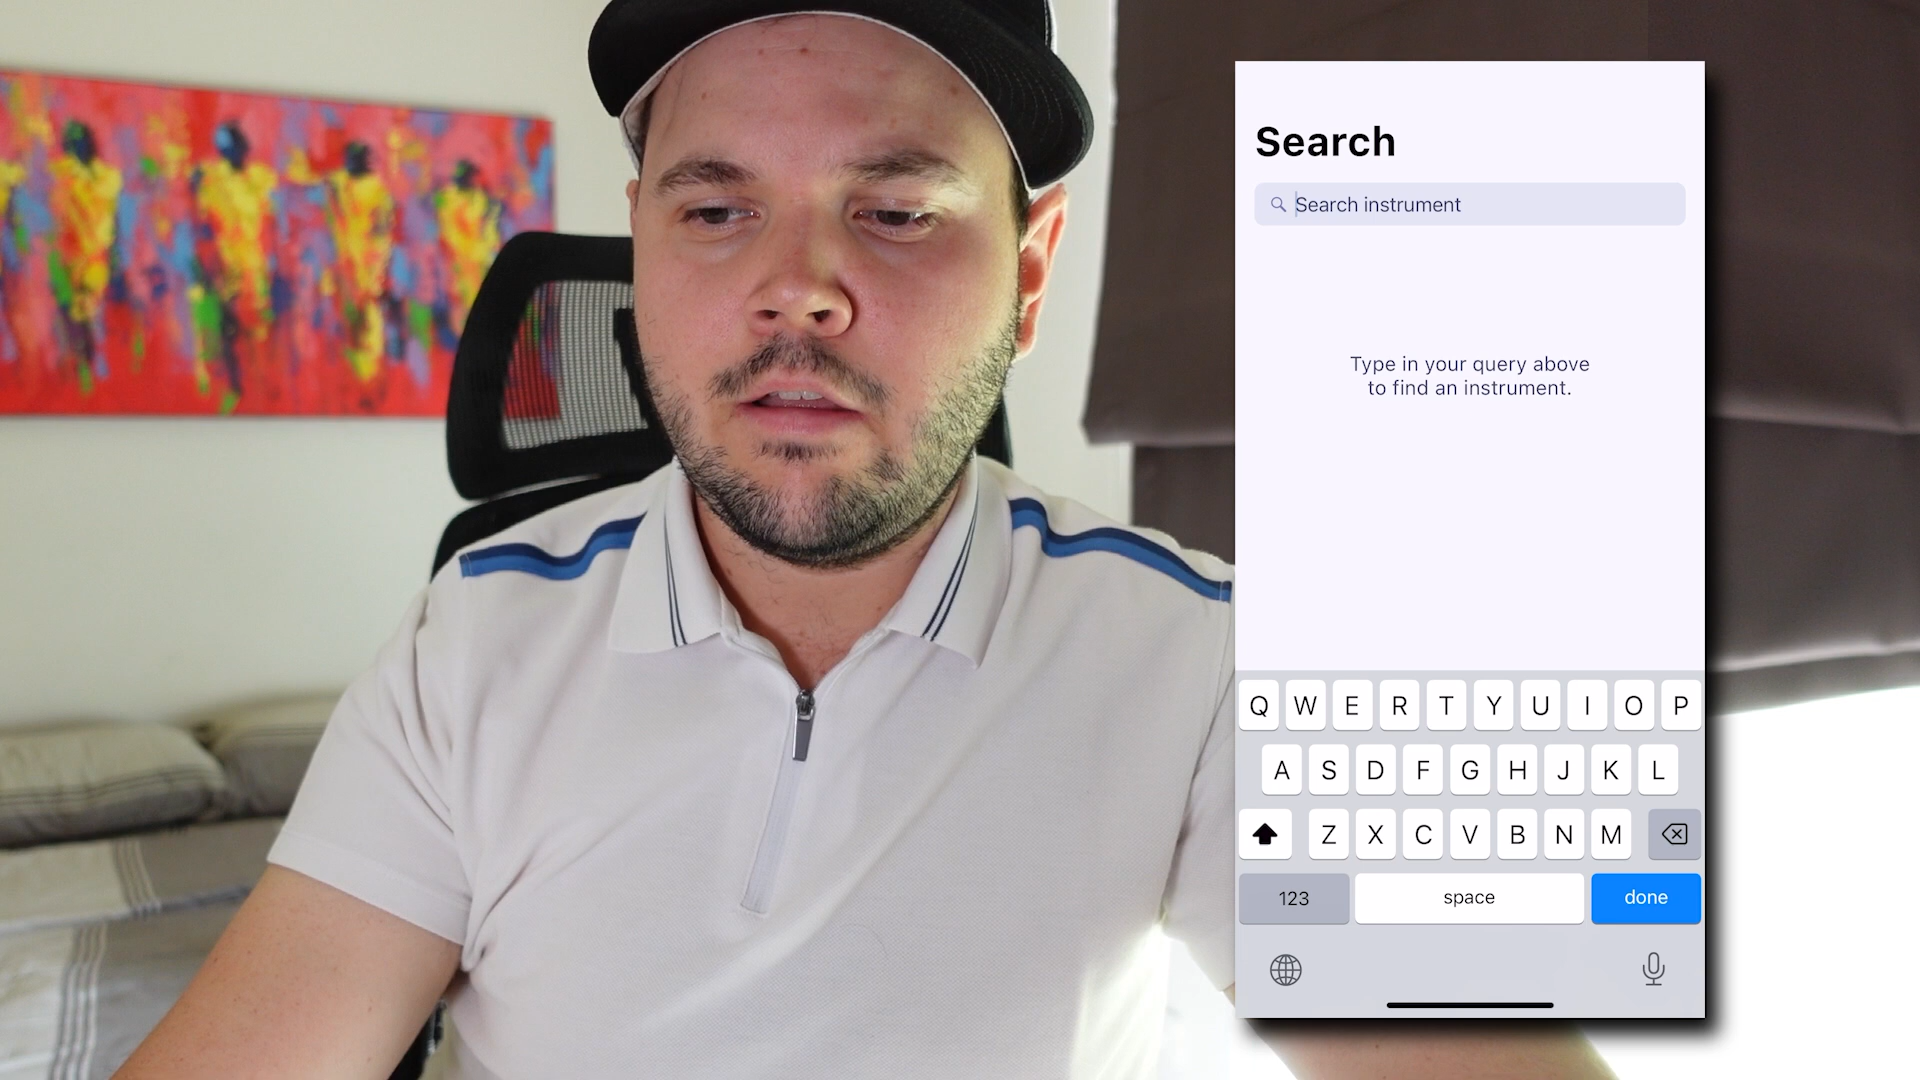 Search
Search instrument
Type in your query above
to find an instrument.
Q W E R T Y U I O P
A S D F G H J K L
Z X C V B N M
123 space done